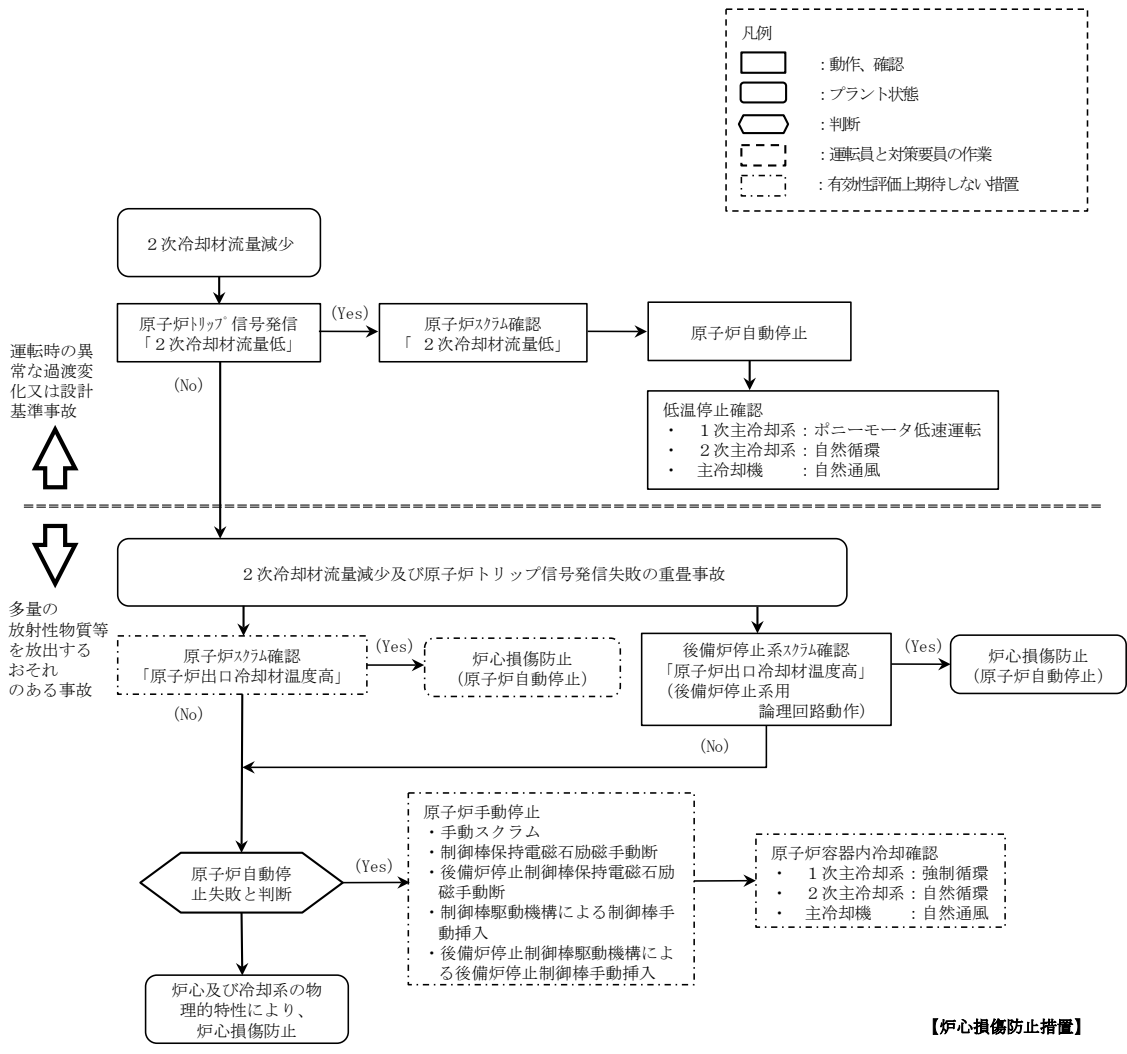 凡例
：動作、確認
：プラント状態
：判断
：運転員と対策要員の作業
：有効性評価上期待しない措置
２次冷却材流量減少
原子炉ﾄﾘｯﾌﾟ信号発信
「２次冷却材流量低」
(Yes)
原子炉ｽｸﾗﾑ確認
「２次冷却材流量低」
原子炉自動停止
(No)
運転時の異
常な過渡変
化又は設計
基準事故
低温停止確認
・　１次主冷却系：ポニーモータ低速運転
・　２次主冷却系：自然循環
・　主冷却機　　：自然通風
２次冷却材流量減少及び原子炉トリップ信号発信失敗の重畳事故
多量の
放射性物質等
を放出する
おそれ
のある事故
原子炉ｽｸﾗﾑ確認
「原子炉出口冷却材温度高」
(Yes)
炉心損傷防止
(原子炉自動停止)
後備炉停止系ｽｸﾗﾑ確認
「原子炉出口冷却材温度高」
（後備炉停止系用
論理回路動作）
(Yes)
炉心損傷防止
(原子炉自動停止)
(No)
(No)
原子炉自動停
止失敗と判断
(Yes)
原子炉手動停止
・手動スクラム
・制御棒保持電磁石励磁手動断
・後備炉停止制御棒保持電磁石励
磁手動断
・制御棒駆動機構による制御棒手
動挿入
・後備炉停止制御棒駆動機構によ
る後備炉停止制御棒手動挿入
原子炉容器内冷却確認
・　１次主冷却系：強制循環
・　２次主冷却系：自然循環
・　主冷却機　　：自然通風
炉心及び冷却系の物
理的特性により、
炉心損傷防止
【炉心損傷防止措置】